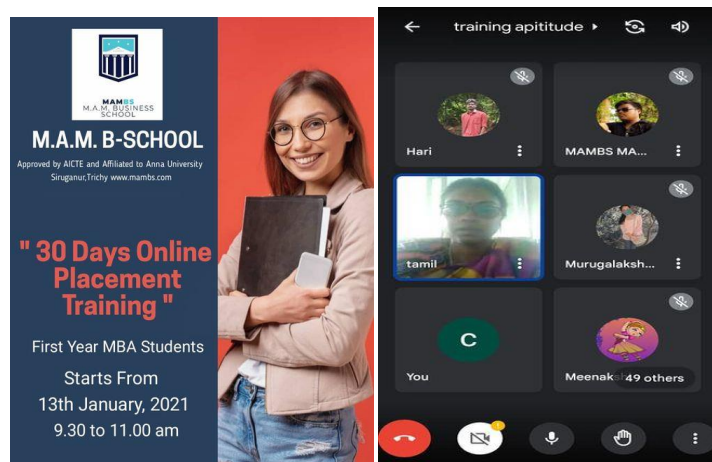 MAMBS
M.A.M. BUSINESS
SCHOOL
M.A.M. B-SCHOOL
Approved by AICTE and Affiliated to Anna University
Siruganur,Trichy www.mambs.com
" 30 Days Online
Placement
Training "
First Year MBA Students
Starts From
13th January, 2021
9.30 to 11.00 am
training apititude
Hari
MAMBS MA...
tamil
Murugalaksh...
C
You
Meenak
49 others